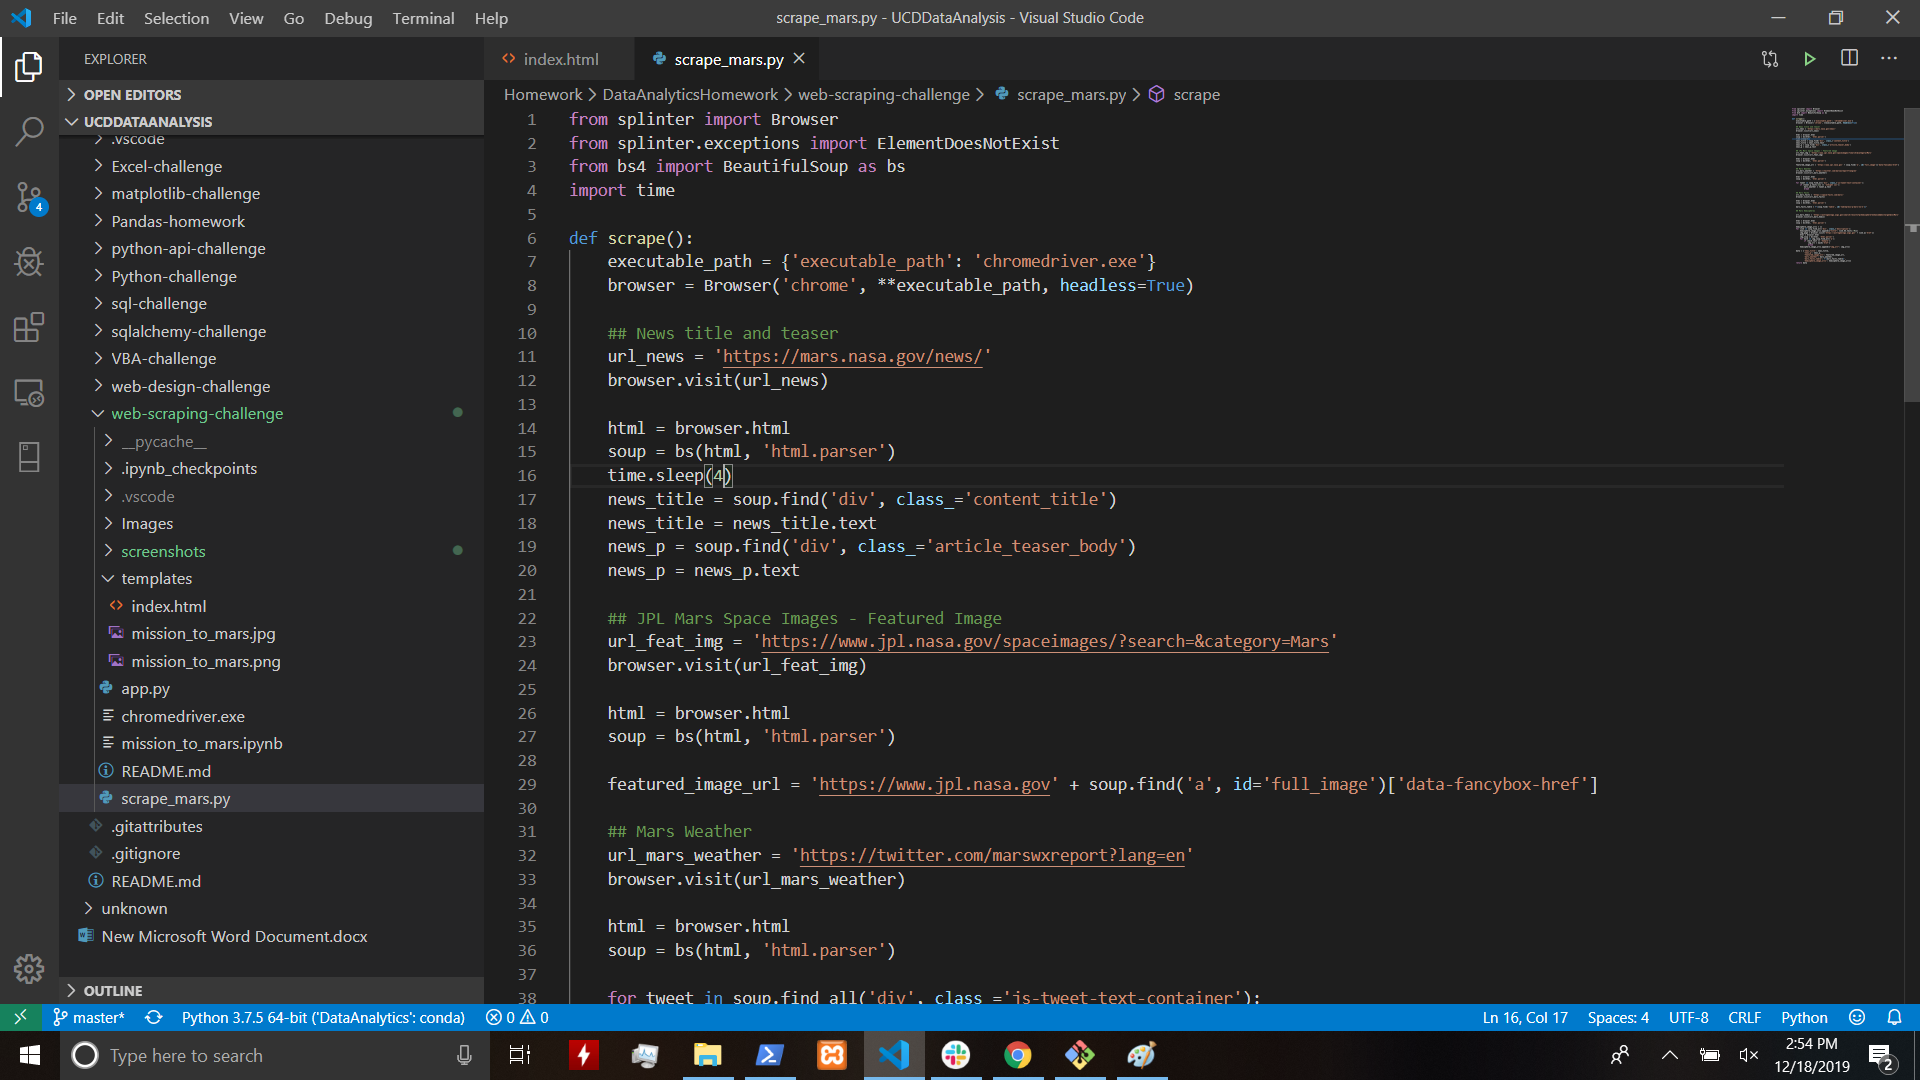 File Edit Selection View Go Debug Terminal Help
scrape_mars.py - UCDDataAnalysis - Visual Studio Code
EXPLORER
OPEN EDITORS
UCDDATAANALYSIS
.vscode
Excel-challenge
matplotlib-challenge
Pandas-homework
python-api-challenge
Python-challenge
sql-challenge
sqlalchemy-challenge
VBA-challenge
web-design-challenge
web-scraping-challenge
__pycache__
.ipynb_checkpoints
.vscode
Images
screenshots
templates
index.html
mission_to_mars.jpg
mission_to_mars.png
app.py
chromedriver.exe
mission_to_mars.ipynb
README.md
scrape_mars.py
.gitattributes
.gitignore
README.md
unknown
New Microsoft Word Document.docx
OUTLINE
4
index.html
scrape_mars.py
Homework > DataAnalyticsHomework > web-scraping-challenge > scrape_mars.py > scrape
1 from splinter import Browser
2 from splinter.exceptions import ElementDoesNotExist
3 from bs4 import BeautifulSoup as bs
4 import time
5
6 def scrape():
7 executable_path = {'executable_path': 'chromedriver.exe'}
8 browser = Browser('chrome', **executable_path, headless=True)
9
10 ## News title and teaser
11 url_news = 'https://mars.nasa.gov/news/'
12 browser.visit(url_news)
13
14 html = browser.html
15 soup = bs(html, 'html.parser')
16 time.sleep(4)
17 news_title = soup.find('div', class_='content_title')
18 news_title = news_title.text
19 news_p = soup.find('div', class_='article_teaser_body')
20 news_p = news_p.text
21
22 ## JPL Mars Space Images - Featured Image
23 url_feat_img = 'https://www.jpl.nasa.gov/spaceimages/?search=&category=Mars'
24 browser.visit(url_feat_img)
25
26 html = browser.html
27 soup = bs(html, 'html.parser')
28
29 featured_image_url = 'https://www.jpl.nasa.gov' + soup.find('a', id='full_image')['data-fancybox-href']
30
31 ## Mars Weather
32 url_mars_weather = 'https://twitter.com/marswxreport?lang=en'
33 browser.visit(url_mars_weather)
34
35 html = browser.html
36 soup = bs(html, 'html.parser')
37
38 for tweet in soup.find_all('div', class_='js-tweet-text-container'):
master* Python 3.7.5 64-bit ('DataAnalytics': conda) 0 0 Ln 16, Col 17 Spaces: 4 UTF-8 CRLF Python
Type here to search
2:54 PM
12/18/2019
2